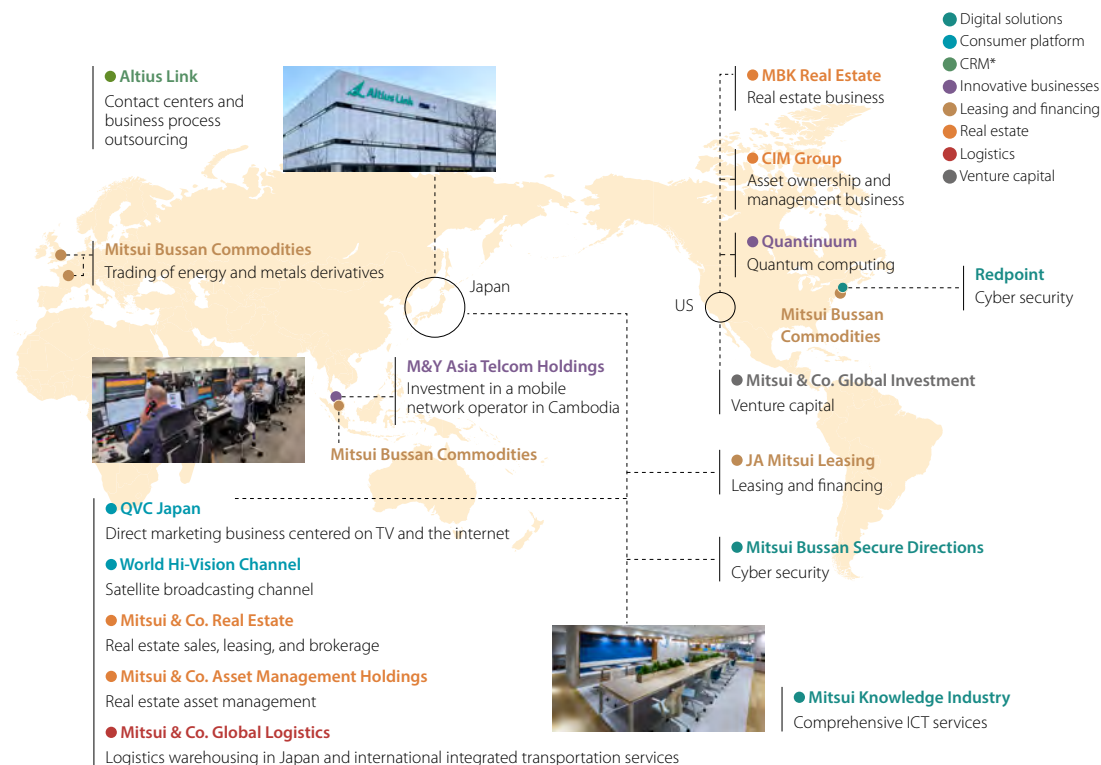 Digital solutions
Consumer platform
CRM*
Innovative businesses
Leasing and financing
Real estate
Logistics
Venture capital
Altius Link
Contact centers and
business process
outsourcing
Altius Link
MBK Real Estate
Real estate business
CIM Group
Asset ownership and
management business
Quantinuum
Quantum computing
Redpoint
Cyber security
Mitsui Bussan Commodities
Trading of energy and metals derivatives
Japan
US
Mitsui Bussan
Commodities
M&Y Asia Telcom Holdings
Investment in a mobile
network operator in Cambodia
Mitsui Bussan Commodities
Mitsui & Co. Global Investment
Venture capital
JA Mitsui Leasing
Leasing and financing
Mitsui Bussan Secure Directions
Cyber security
QVC Japan
Direct marketing business centered on TV and the internet
World Hi-Vision Channel
Satellite broadcasting channel
Mitsui & Co. Real Estate
Real estate sales, leasing, and brokerage
Mitsui & Co. Asset Management Holdings
Real estate asset management
Mitsui & Co. Global Logistics
Logistics warehousing in Japan and international integrated transportation services
Mitsui Knowledge Industry
Comprehensive ICT services